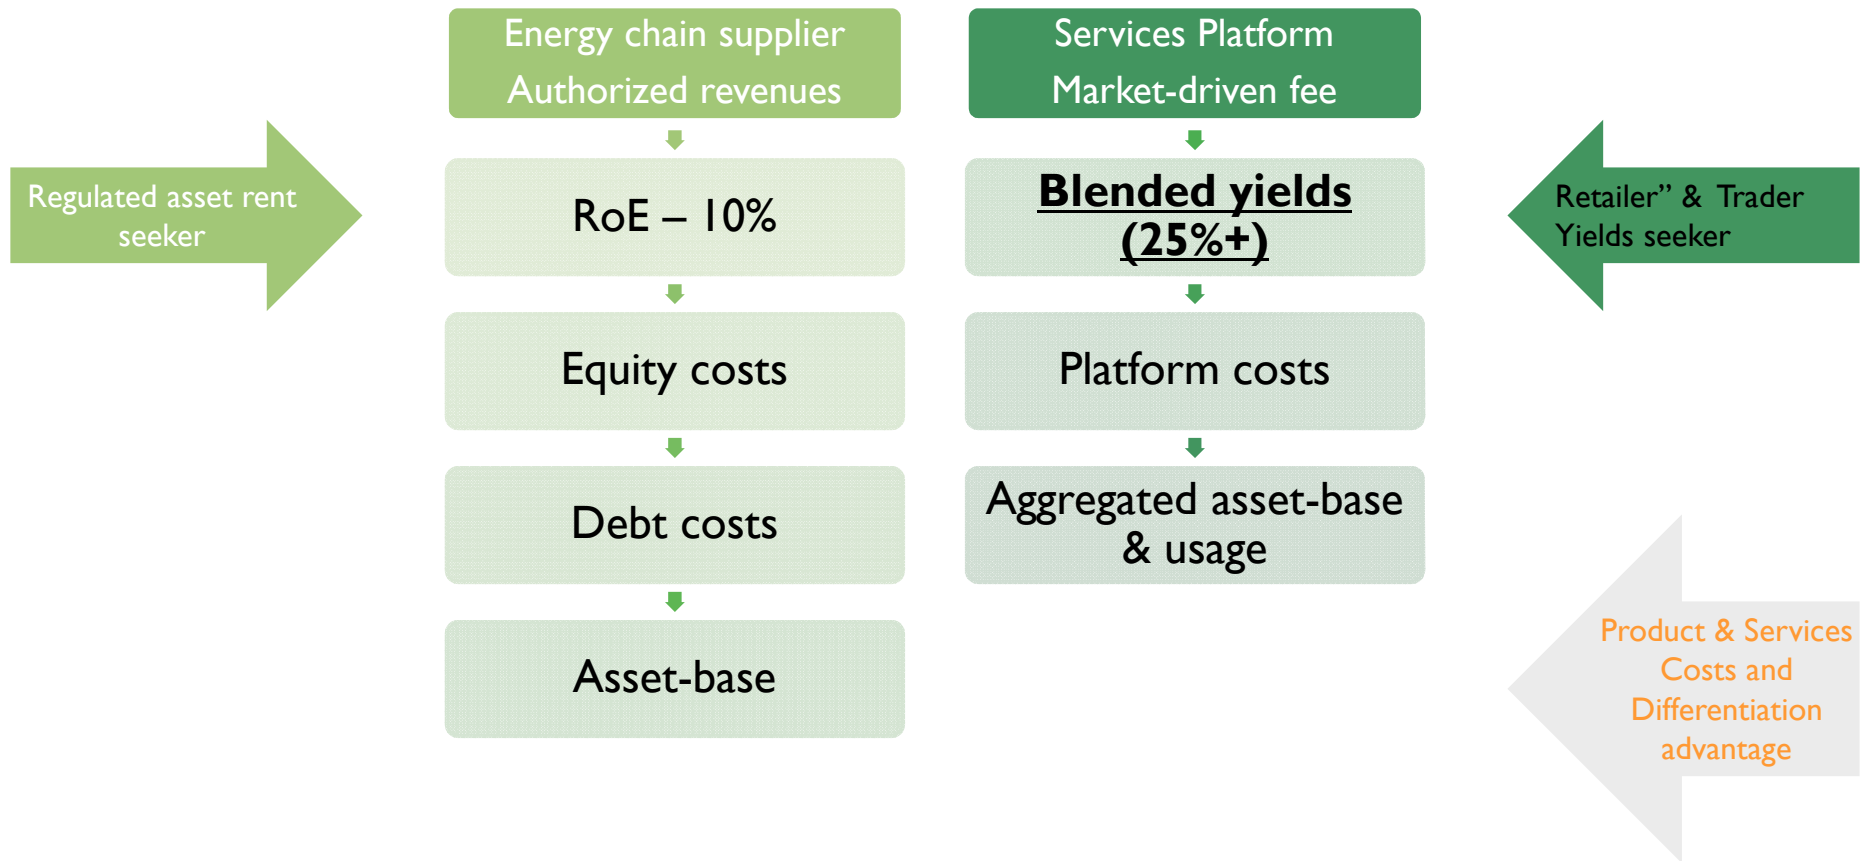 Energy chain supplier
Authorized revenues
Services Platform
Market-driven fee
Regulated asset rent
seeker
RoE – 10%
Blended yields
(25%+)
Retailer” & Trader
Yields seeker
Equity costs
Platform costs
Debt costs
Aggregated asset-base
& usage
Asset-base
Product & Services
Costs and
Differentiation
advantage